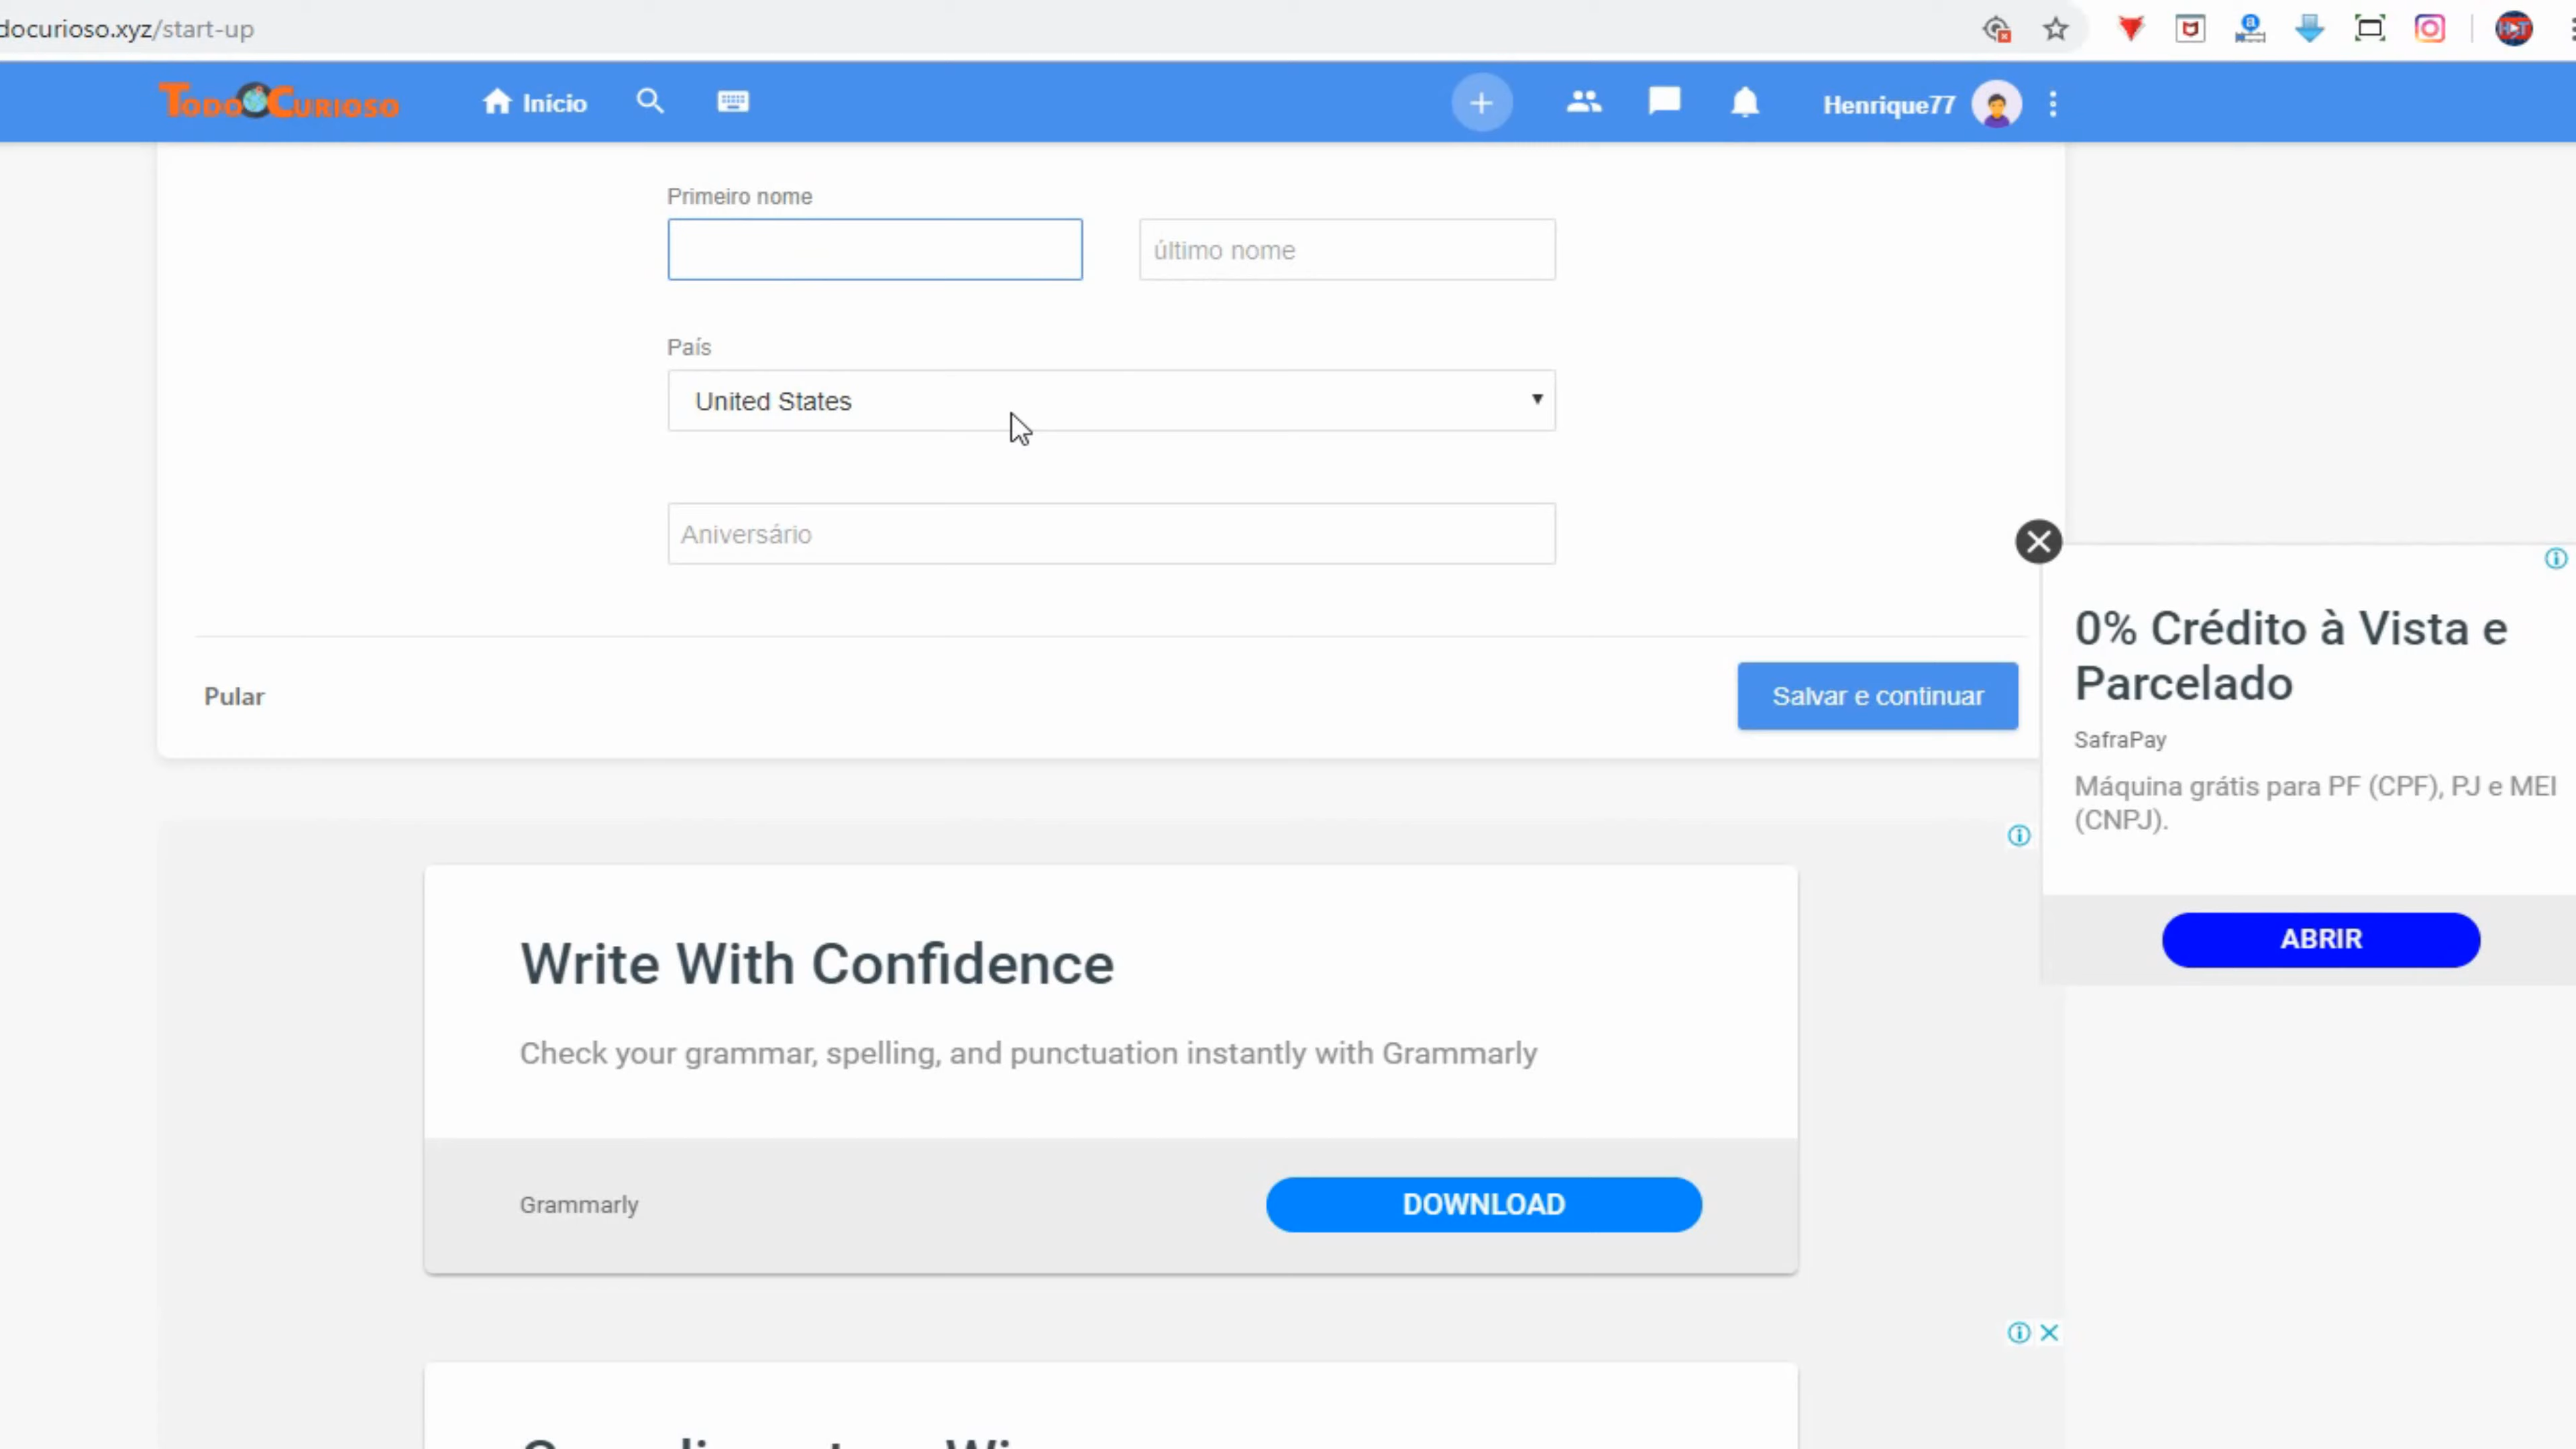 docurioso.xyz/start-up
TODOCURIOSO
Início
Henrique77
Primeiro nome
último nome
País
United States
Aniversário
Pular
Salvar e continuar
0% Crédito à Vista e
Parcelado
SafraPay
Máquina grátis para PF (CPF), PJ e MEI
(CNPJ).
ABRIR
Write With Confidence
Check your grammar, spelling, and punctuation instantly with Grammarly
Grammarly
DOWNLOAD